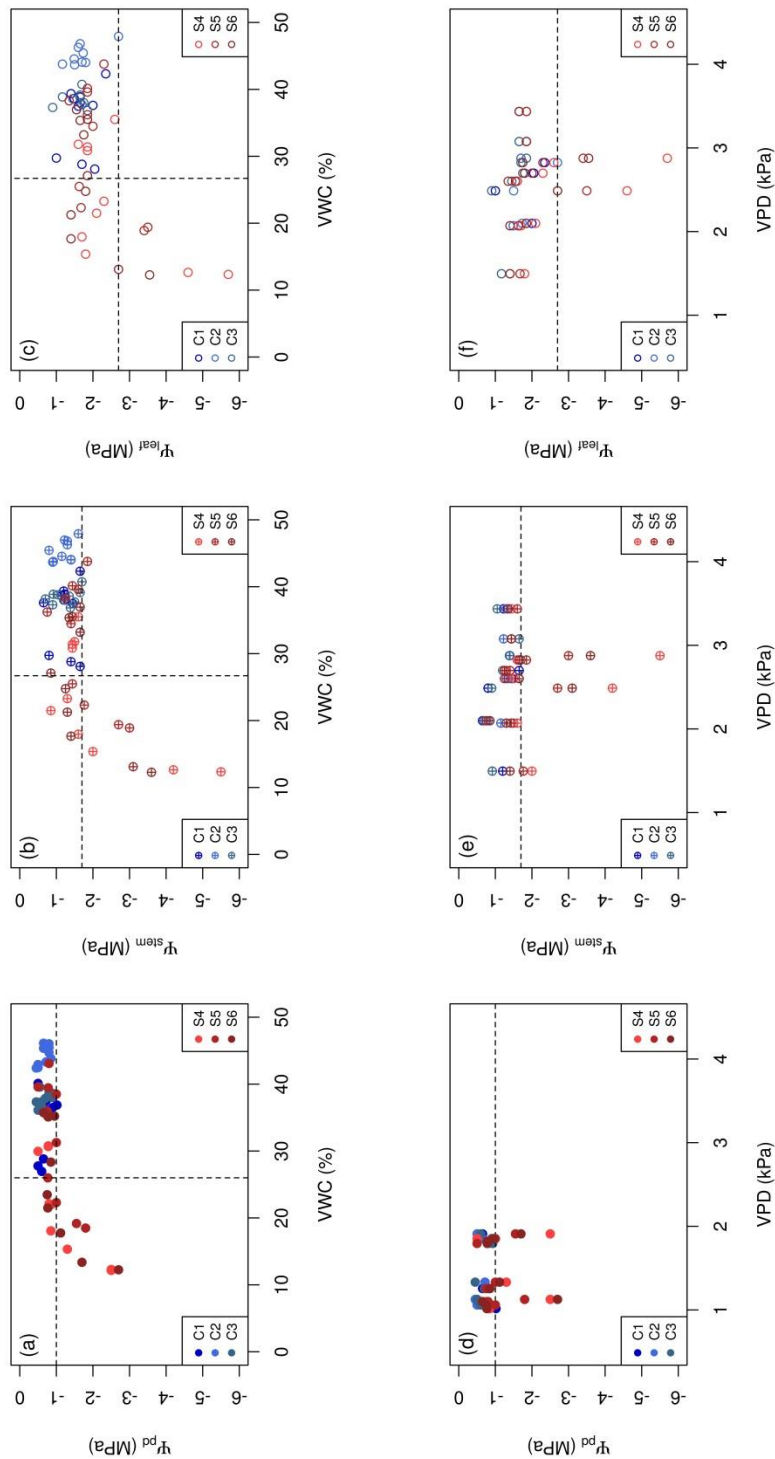 (a)
C1
C2
C3
S4
S5
S6
0
-1
-2
-3
-4
-5
-6
Ψpd (MPa)
0 10 20 30 40 50
VWC (%)
(b)
C1
C2
C3
S4
S5
S6
0
-1
-2
-3
-4
-5
-6
Ψstem (MPa)
0 10 20 30 40 50
VWC (%)
(c)
C1
C2
C3
S4
S5
S6
0
-1
-2
-3
-4
-5
-6
Ψleaf (MPa)
0 10 20 30 40 50
VWC (%)
(d)
C1
C2
C3
S4
S5
S6
0
-1
-2
-3
-4
-5
-6
Ψpd (MPa)
1 2 3 4
VPD (kPa)
(e)
C1
C2
C3
S4
S5
S6
0
-1
-2
-3
-4
-5
-6
Ψstem (MPa)
1 2 3 4
VPD (kPa)
(f)
C1
C2
C3
S4
S5
S6
0
-1
-2
-3
-4
-5
-6
Ψleaf (MPa)
1 2 3 4
VPD (kPa)